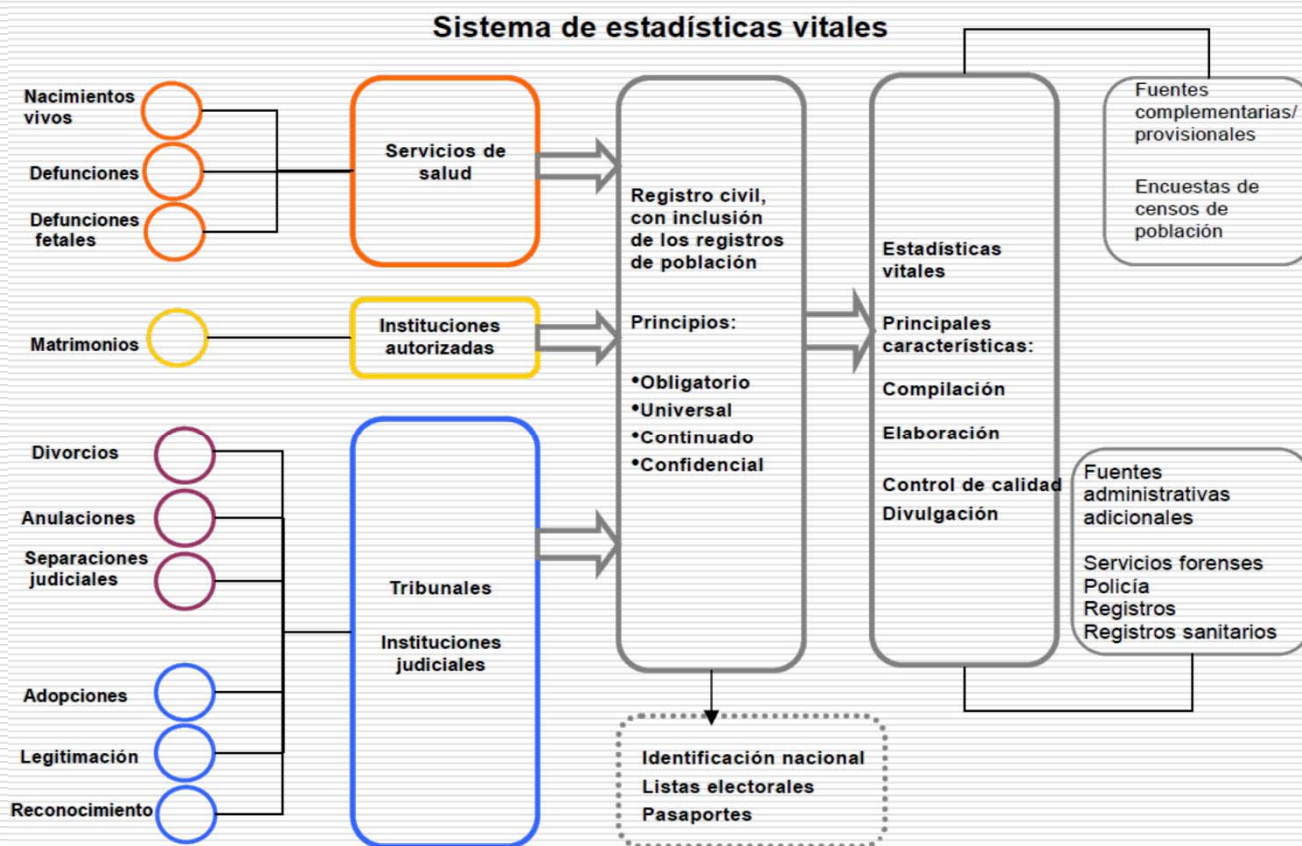 Sistema de estadísticas vitales
Nacimientos
vivos
Defunciones
Defunciones
fetales
Matrimonios
Divorcios
Anulaciones
Separaciones
judiciales
Adopciones
Legitimación
Reconocimiento
Servicios de
salud
Instituciones
autorizadas
Tribunales
Instituciones
judiciales
Registro civil,
con inclusión
de los registros
de población
Principios:
•Obligatorio
•Universal
•Continuado
•Confidencial
Identificación nacional
Listas electorales
Pasaportes
Estadísticas
vitales
Principales
características:
Compilación
Elaboración
Control de calidad
Divulgación
Fuentes
complementarias/
provisionales
Encuestas de
censos de
población
Fuentes
administrativas
adicionales
Servicios forenses
Policía
Registros
Registros sanitarios